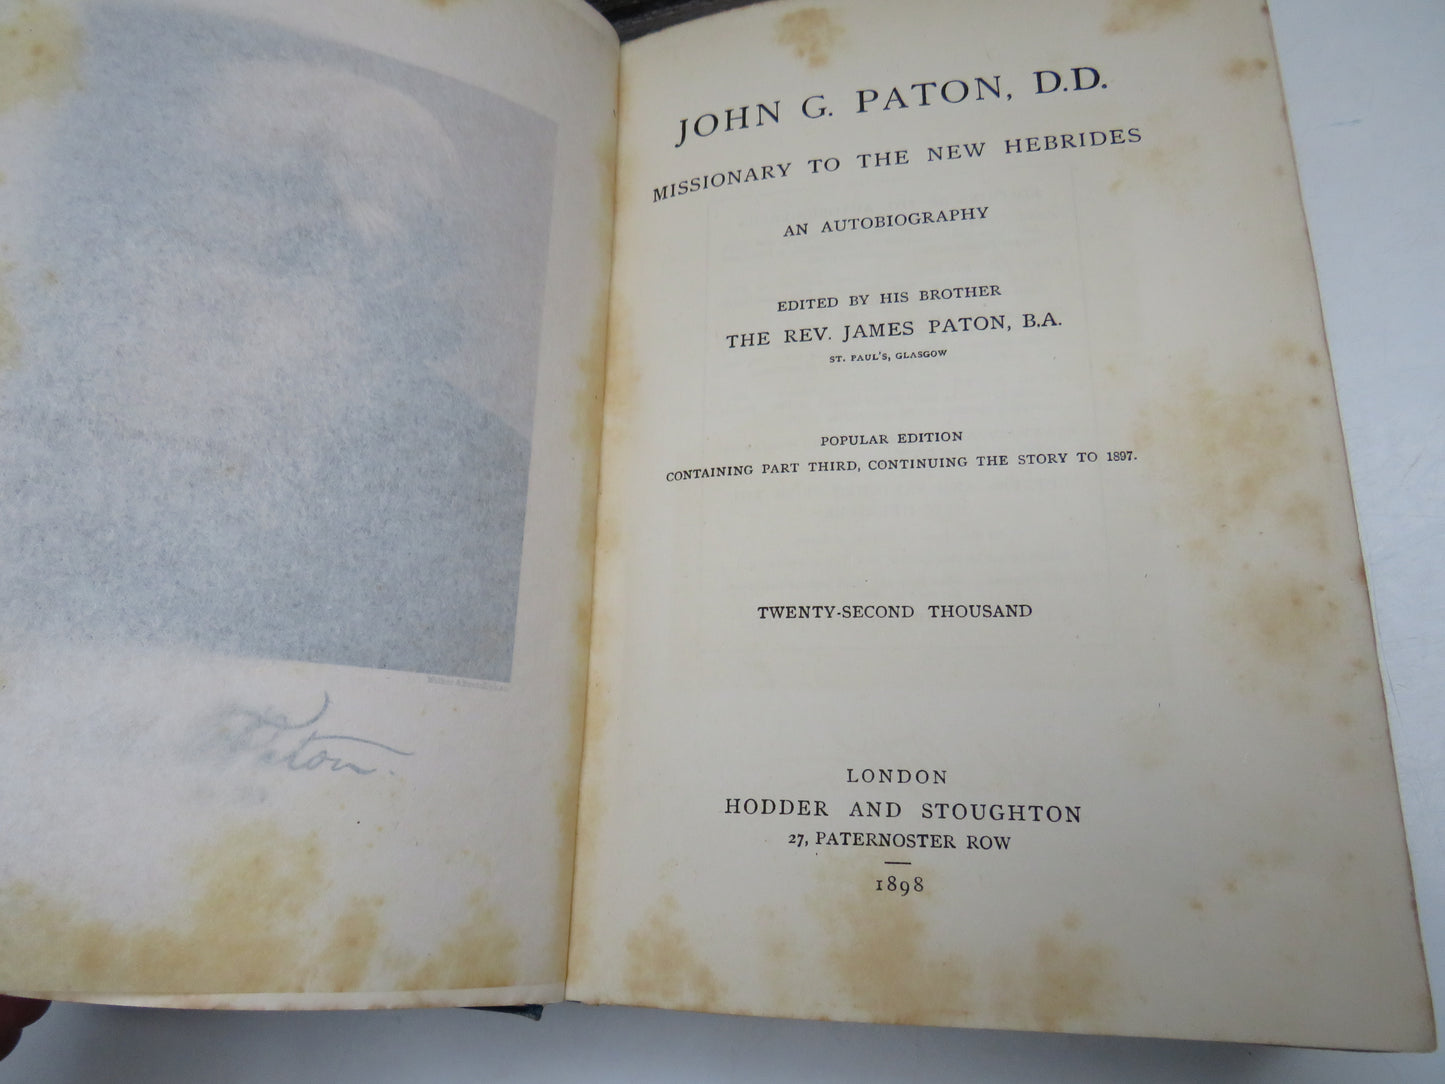 JOHN G. PATON, D.D.
MISSIONARY TO THE NEW HEBRIDES
AN AUTOBIOGRAPHY
EDITED BY HIS BROTHER
THE REV. JAMES PATON, B.A.
ST. PAUL'S, GLASGOW
POPULAR EDITION
CONTAINING PART THIRD, CONTINUING THE STORY TO 1897.
TWENTY-SECOND THOUSAND
LONDON
HODDER AND STOUGHTON
27, PATERNOSTER ROW
1898
Paton